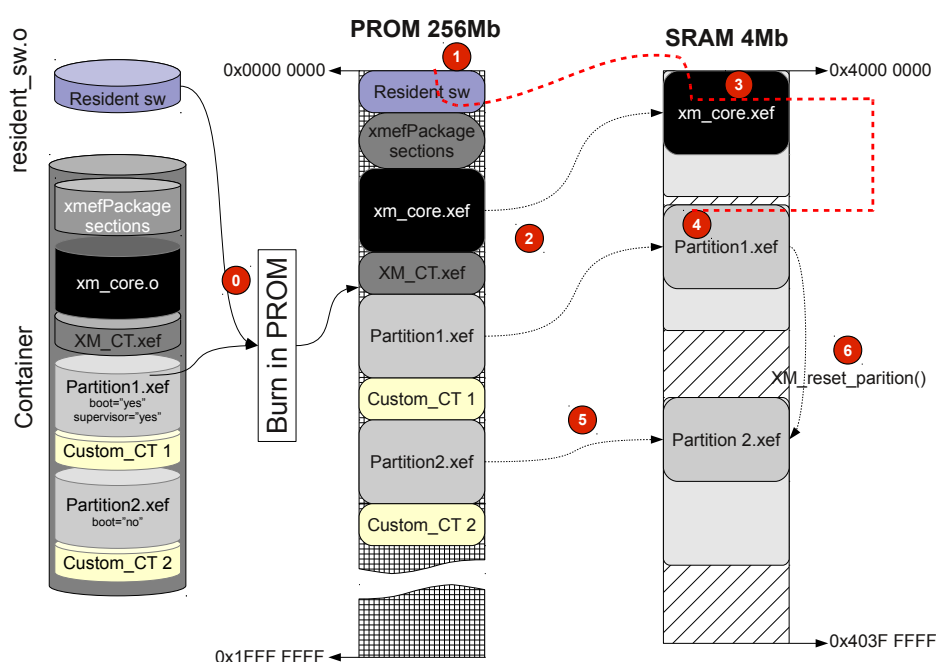 PROM 256Mb
SRAM 4Mb
resident_sw.o
Resident sw
0x0000 0000
1
Resident sw
xmefPackage
sections
xm_core.xef
XM_CT.xef
Partition1.xef
Custom_CT 1
Partition2.xef
Custom_CT 2
0x1FFF FFFF
0x4000 0000
3
xm_core.xef
4
Partition1.xef
Partition 2.xef
0x403F FFFF
2
5
6
XM_reset_parition()
Container
xmefPackage
sections
xm_core.o
XM_CT.xef
Partition1.xef
boot="yes"
supervisor="yes"
Custom_CT 1
Partition2.xef
boot="no"
Custom_CT 2
0
Burn in PROM